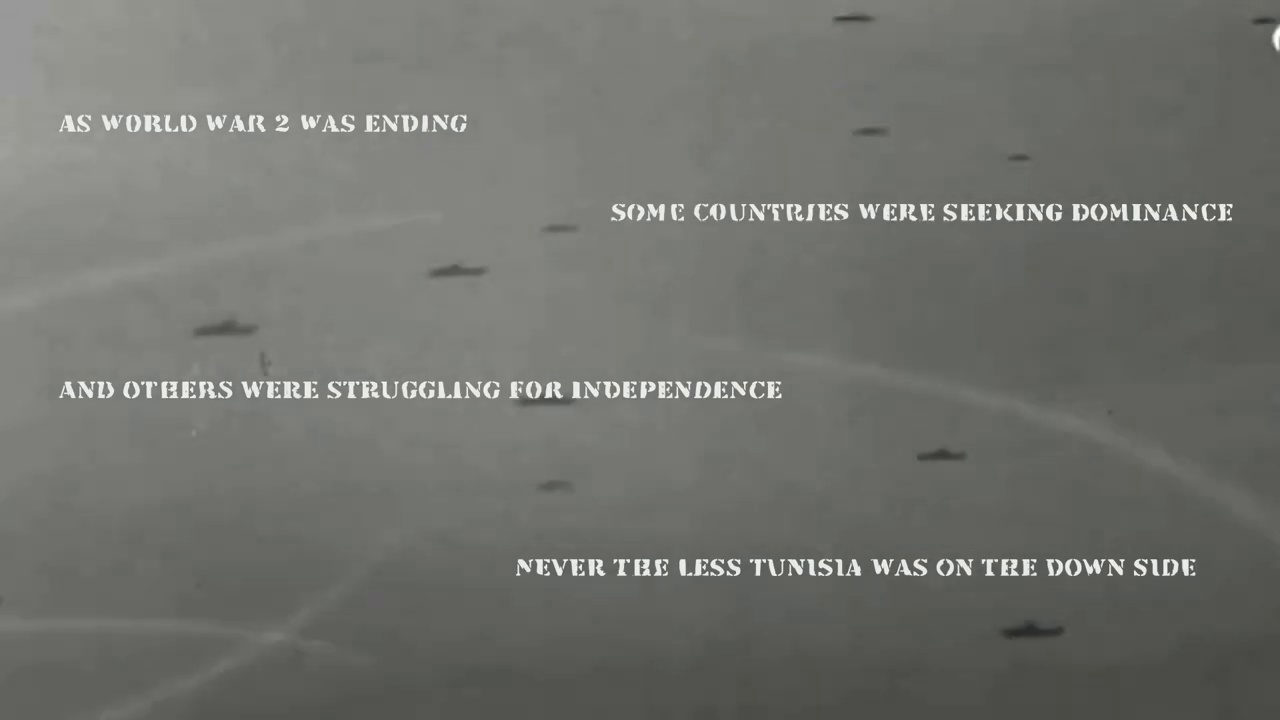 AS WORLD WAR 2 WAS ENDING
SOME COUNTRIES WERE SEEKING DOMINANCE
AND OTHERS WERE STRUGGLING FOR INDEPENDENCE
NEVER THE LESS TUNISIA WAS ON THE DOWN SIDE